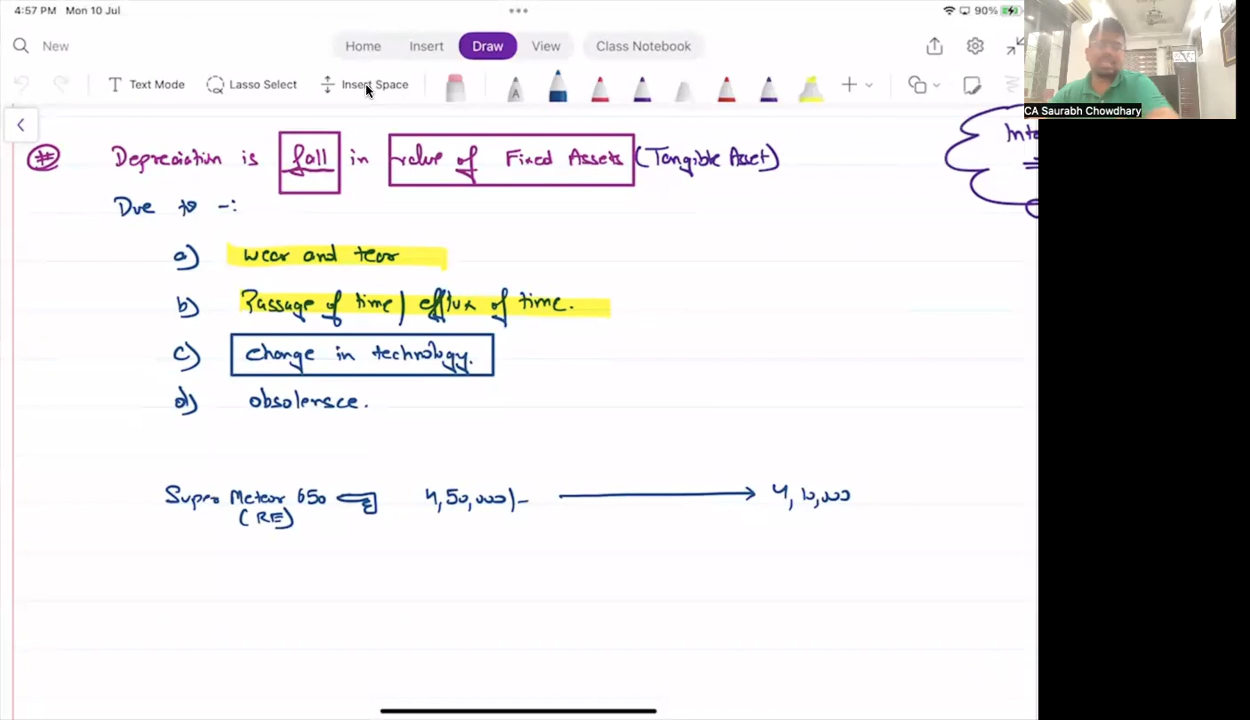 4:57 PM Mon 10 Jul
90%
New
Home Insert Draw View Class Notebook
Text Mode Lasso Select Insert Space
CA Saurabh Chowdhary
# Depreciation is fall in value of Fixed Assets (Tangible Asset)
Due to -:
a) wear and tear
b) Passage of time / efflux of time.
c) change in technology.
d) obsolersce.
Super Meteor 650 4,50,000/- 4,10,000
(RE)